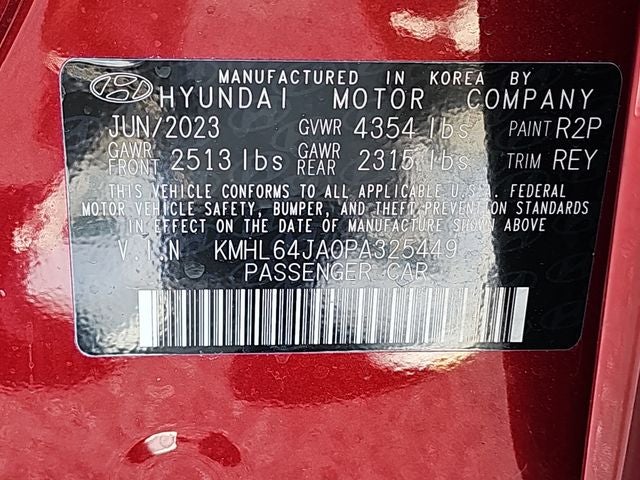 MANUFACTURED IN KOREA BY
HYUNDAI MOTOR COMPANY
JUN/2023 GVWR 4354 lbs PAINT R2P
GAWR FRONT 2513 lbs GAWR REAR 2315 lbs TRIM REY
THIS VEHICLE CONFORMS TO ALL APPLICABLE U.S.A. FEDERAL
MOTOR VEHICLE SAFETY, BUMPER, AND THEFT PREVENTION STANDARDS
IN EFFECT ON THE DATE OF MANUFACTURE SHOWN ABOVE
V.I.N KMHL64JA0PA325449
PASSENGER CAR